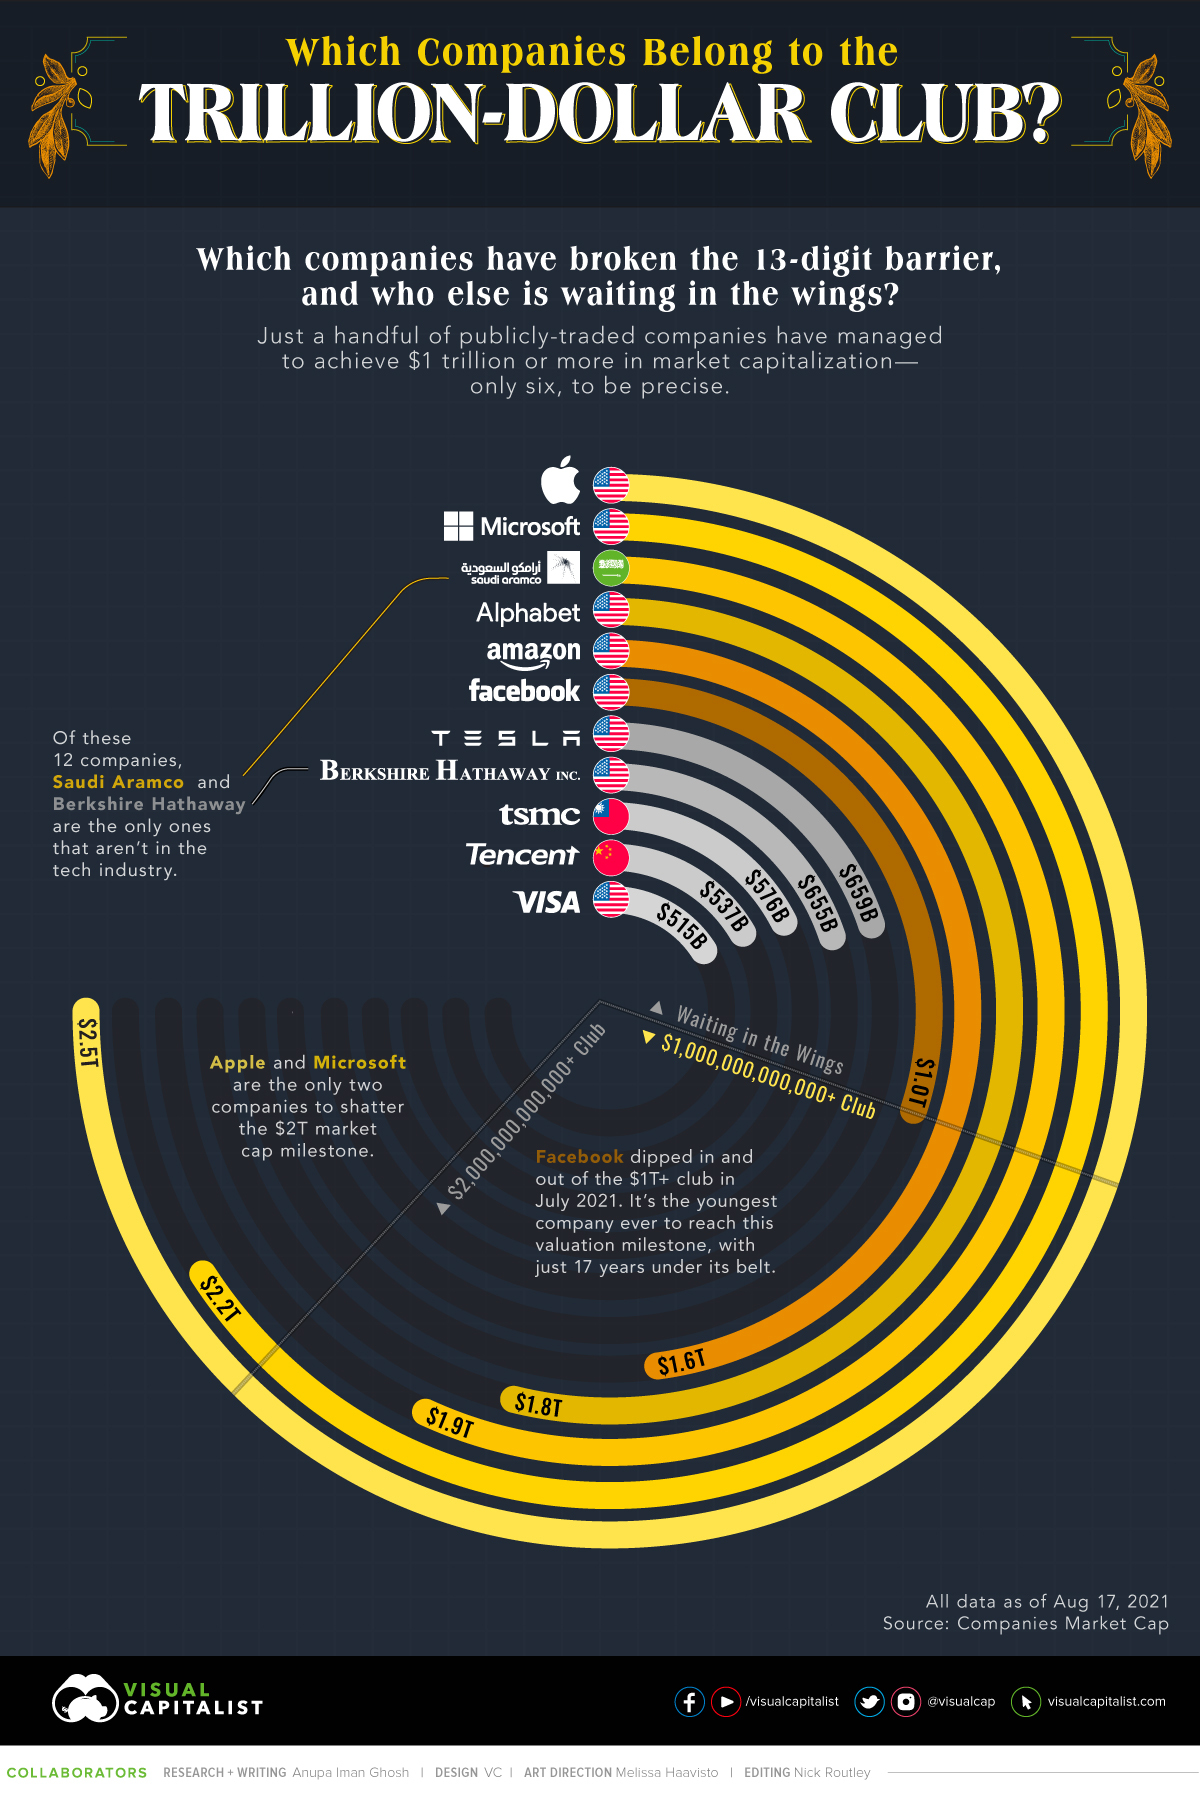 Which Companies Belong to the
TRILLION-DOLLAR CLUB?
Which companies have broken the 13-digit barrier,
and who else is waiting in the wings?
Just a handful of publicly-traded companies have managed
to achieve $1 trillion or more in market capitalization—
only six, to be precise.
Microsoft
أرامكو السعودية
saudi aramco
Alphabet
amazon
facebook
TESLA
BERKSHIRE HATHAWAY INC.
tsmc
Tencent
VISA
Of these
12 companies,
Saudi Aramco and
Berkshire Hathaway
are the only ones
that aren't in the
tech industry.
$659B
$655B
$576B
$537B
$515B
▲ Waiting in the Wings
▼ $1,000,000,000,000+ Club
▲ $2,000,000,000,000+ Club
$2.5T
$2.2T
$1.9T
$1.8T
$1.6T
$1.0T
Apple and Microsoft
are the only two
companies to shatter
the $2T market
cap milestone.
Facebook dipped in and
out of the $1T+ club in
July 2021. It's the youngest
company ever to reach this
valuation milestone, with
just 17 years under its belt.
All data as of Aug 17, 2021
Source: Companies Market Cap
VISUAL
CAPITALIST
/visualcapitalist
@visualcap
visualcapitalist.com
COLLABORATORS RESEARCH + WRITING Anupa Iman Ghosh | DESIGN VC | ART DIRECTION Melissa Haavisto | EDITING Nick Routley